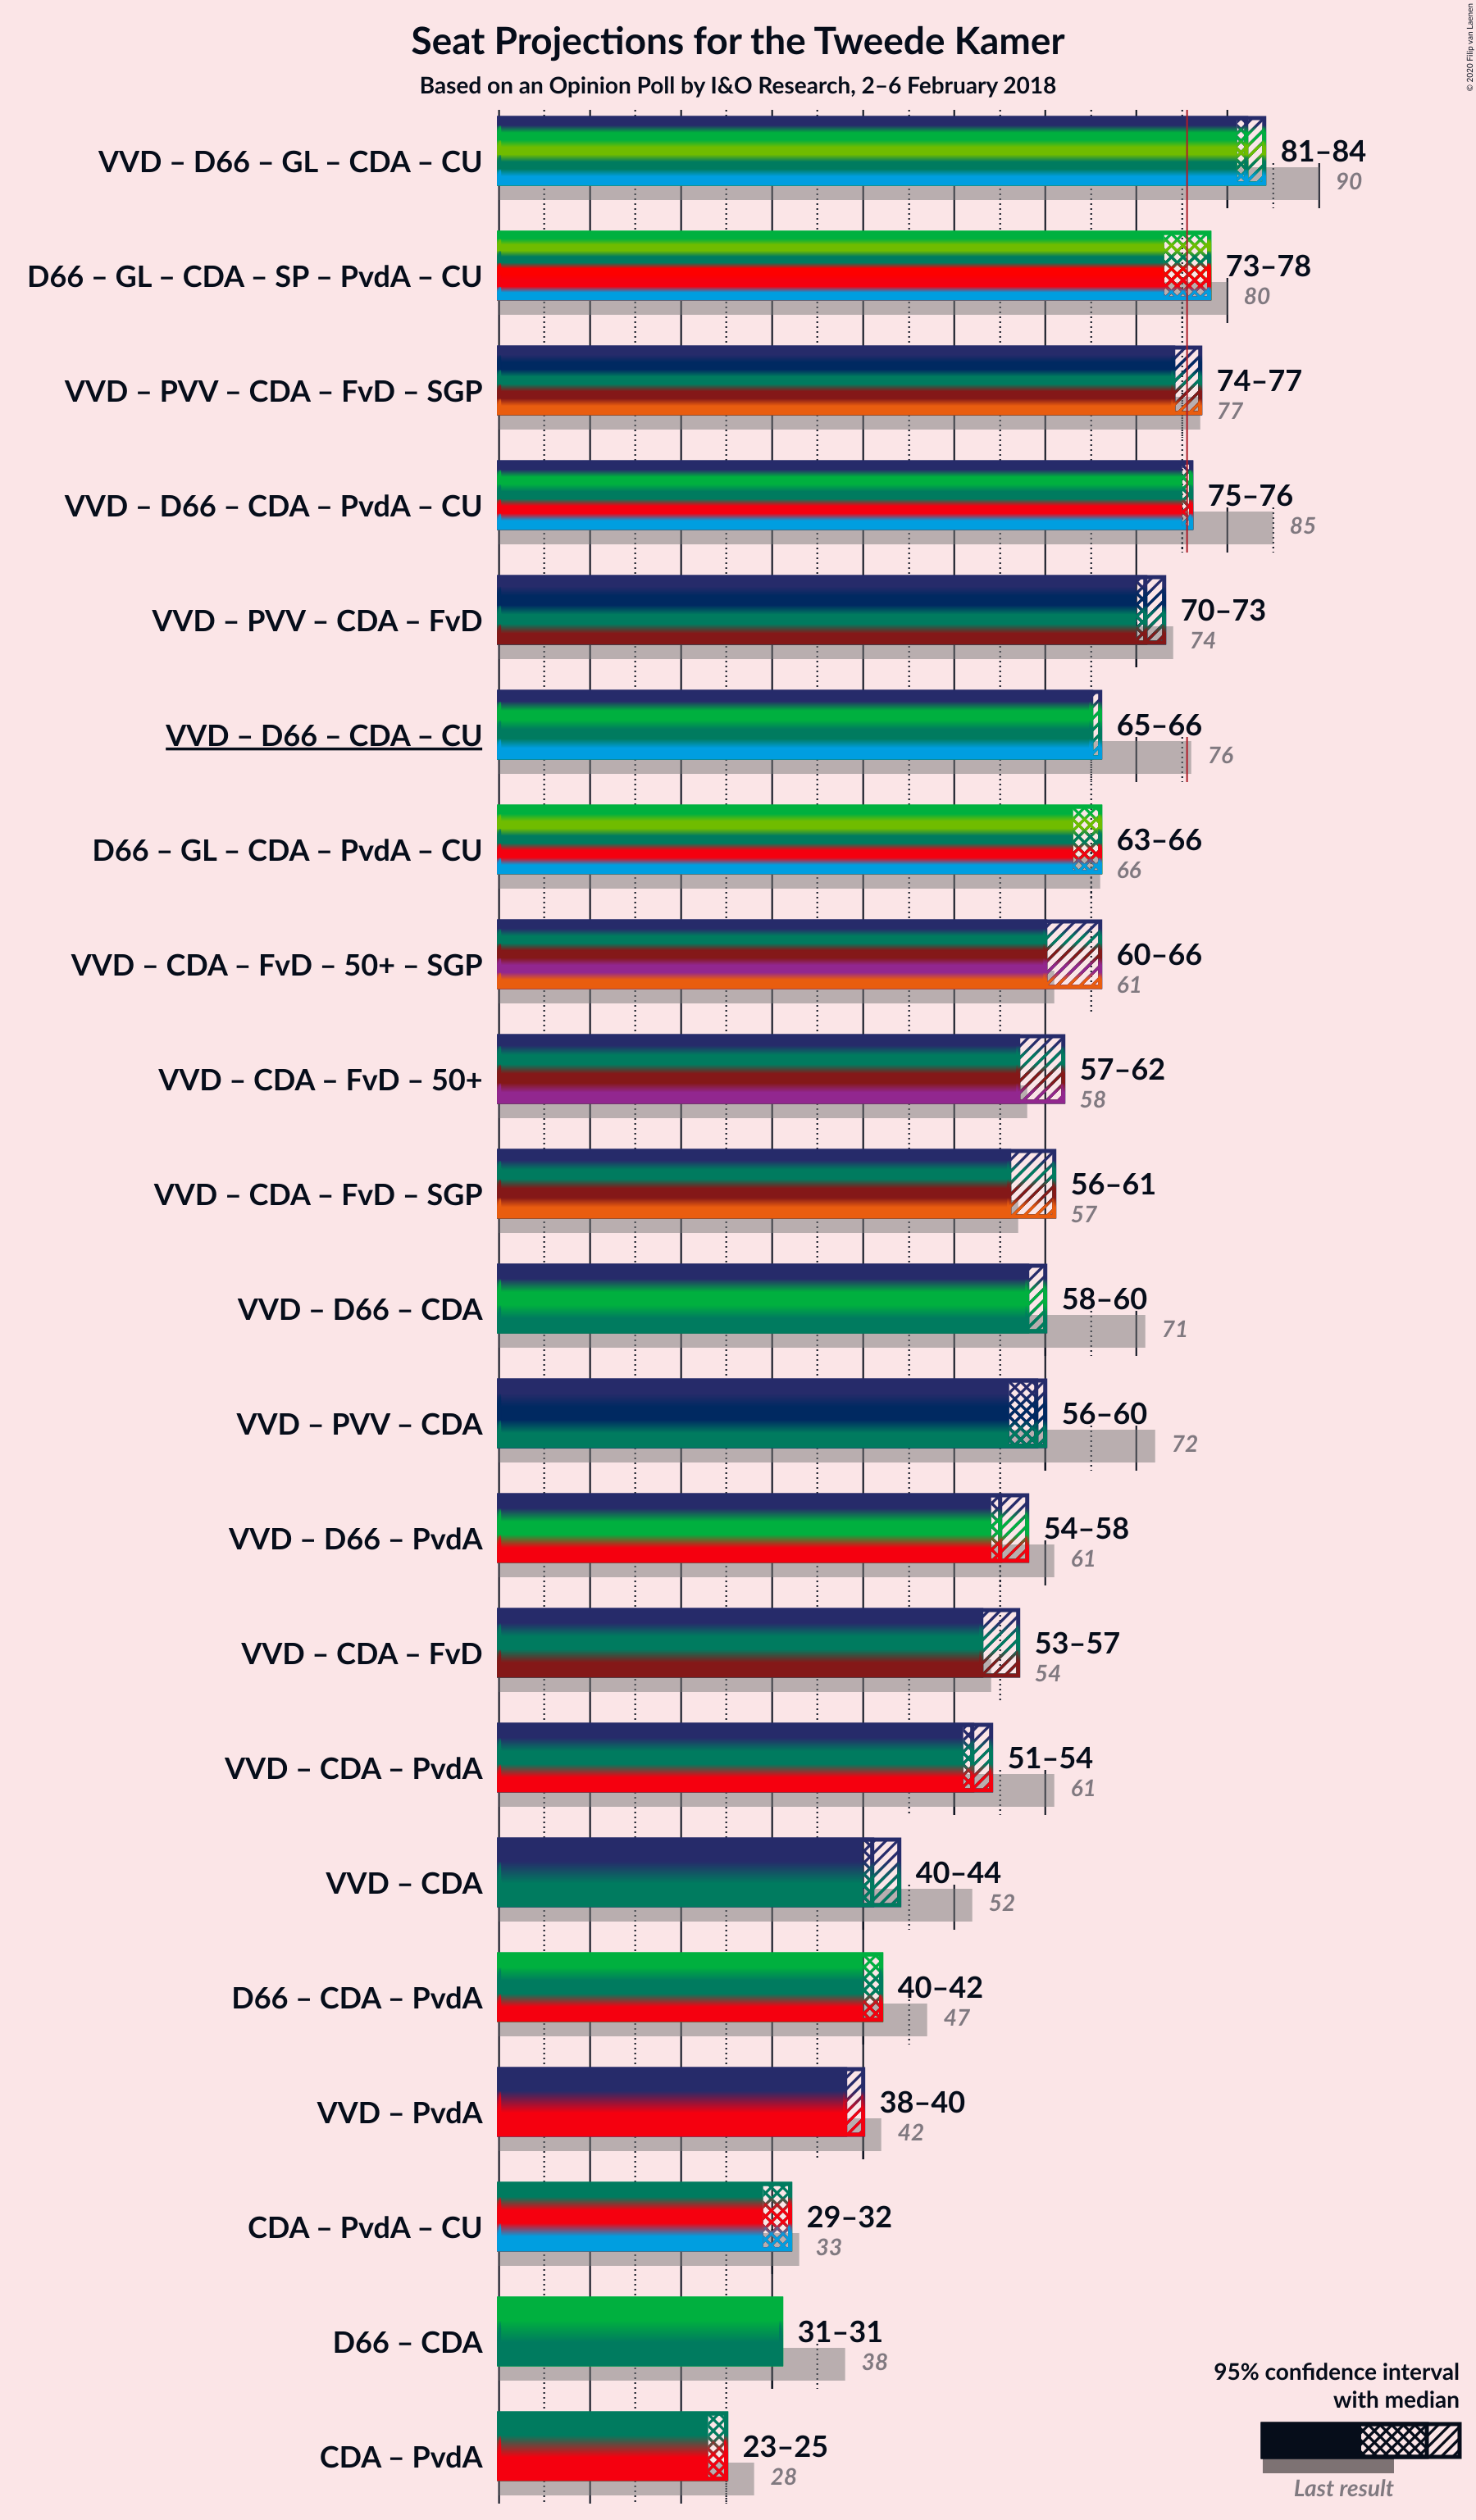 Seat Projections for the Tweede Kamer
Based on an Opinion Poll by I&O Research, 2–6 February 2018
© 2020 Filip van Laenen
VVD – D66 – GL – CDA – CU
81–84
90
D66 – GL – CDA – SP – PvdA – CU
73–78
80
VVD – PVV – CDA – FvD – SGP
74–77
77
VVD – D66 – CDA – PvdA – CU
75–76
85
VVD – PVV – CDA – FvD
70–73
74
VVD – D66 – CDA – CU
65–66
76
D66 – GL – CDA – PvdA – CU
63–66
66
VVD – CDA – FvD – 50+ – SGP
60–66
61
VVD – CDA – FvD – 50+
57–62
58
VVD – CDA – FvD – SGP
56–61
57
VVD – D66 – CDA
58–60
71
VVD – PVV – CDA
56–60
72
VVD – D66 – PvdA
54–58
61
VVD – CDA – FvD
53–57
54
VVD – CDA – PvdA
51–54
61
VVD – CDA
40–44
52
D66 – CDA – PvdA
40–42
47
VVD – PvdA
38–40
42
CDA – PvdA – CU
29–32
33
D66 – CDA
31–31
38
CDA – PvdA
23–25
28
95% confidence interval
with median
Last result